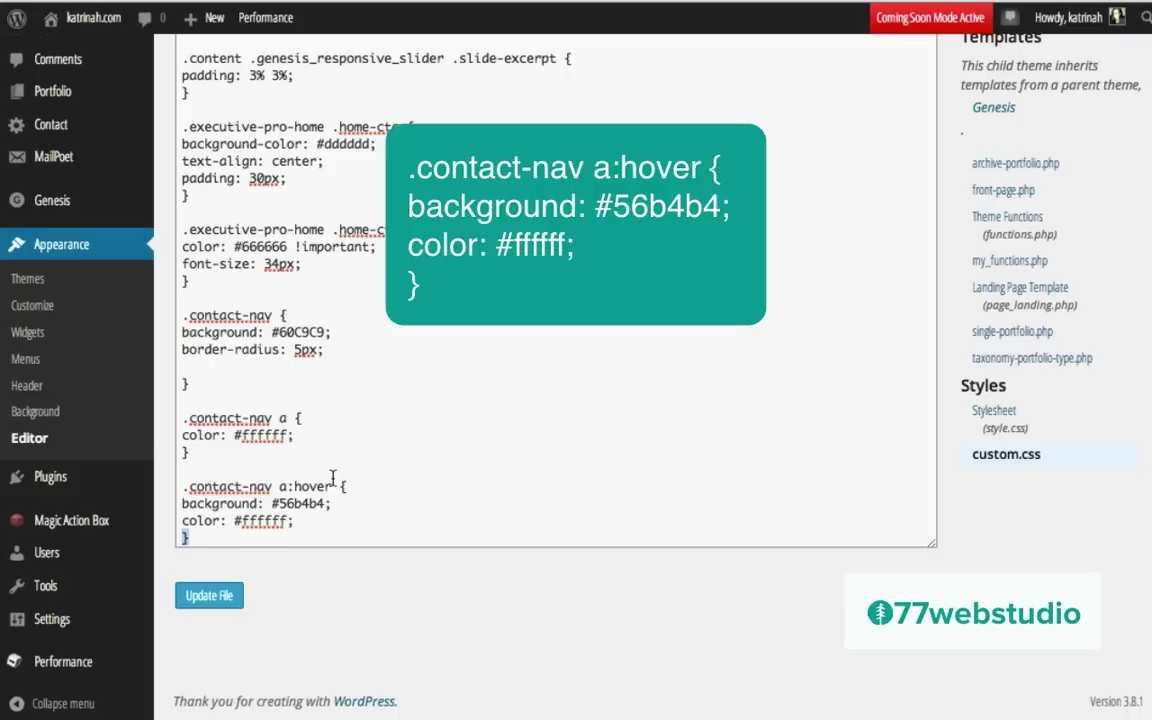 katrinah.com
0
New
Performance
Coming Soon Mode Active
Howdy, katrinah
Comments
Portfolio
Contact
MailPoet
Genesis
Appearance
Themes
Customize
Widgets
Menus
Header
Background
Editor
Plugins
Magic Action Box
Users
Tools
Settings
Performance
Collapse menu
.content .genesis_responsive_slider .slide-excerpt {
padding: 3% 3%;
}
.executive-pro-home .home-cta {
background-color: #dddddd;
text-align: center;
padding: 30px;
}
.executive-pro-home
color: #666666 !important;
font-size: 34px;
}
.contact-nav {
background: #60C9C9;
border-radius: 5px;
}
.contact-nav a {
color: #ffffff;
}
.contact-nav a:hover {
background: #56b4b4;
color: #ffffff;
}
.contact-nav a:hover {
background: #56b4b4;
color: #ffffff;
}
Update File
Templates
This child theme inherits
templates from a parent theme,
Genesis
.
archive-portfolio.php
front-page.php
Theme Functions
(functions.php)
my_functions.php
Landing Page Template
(page_landing.php)
single-portfolio.php
taxonomy-portfolio-type.php
Styles
Stylesheet
(style.css)
custom.css
77webstudio
Thank you for creating with WordPress.
Version 3.8.1